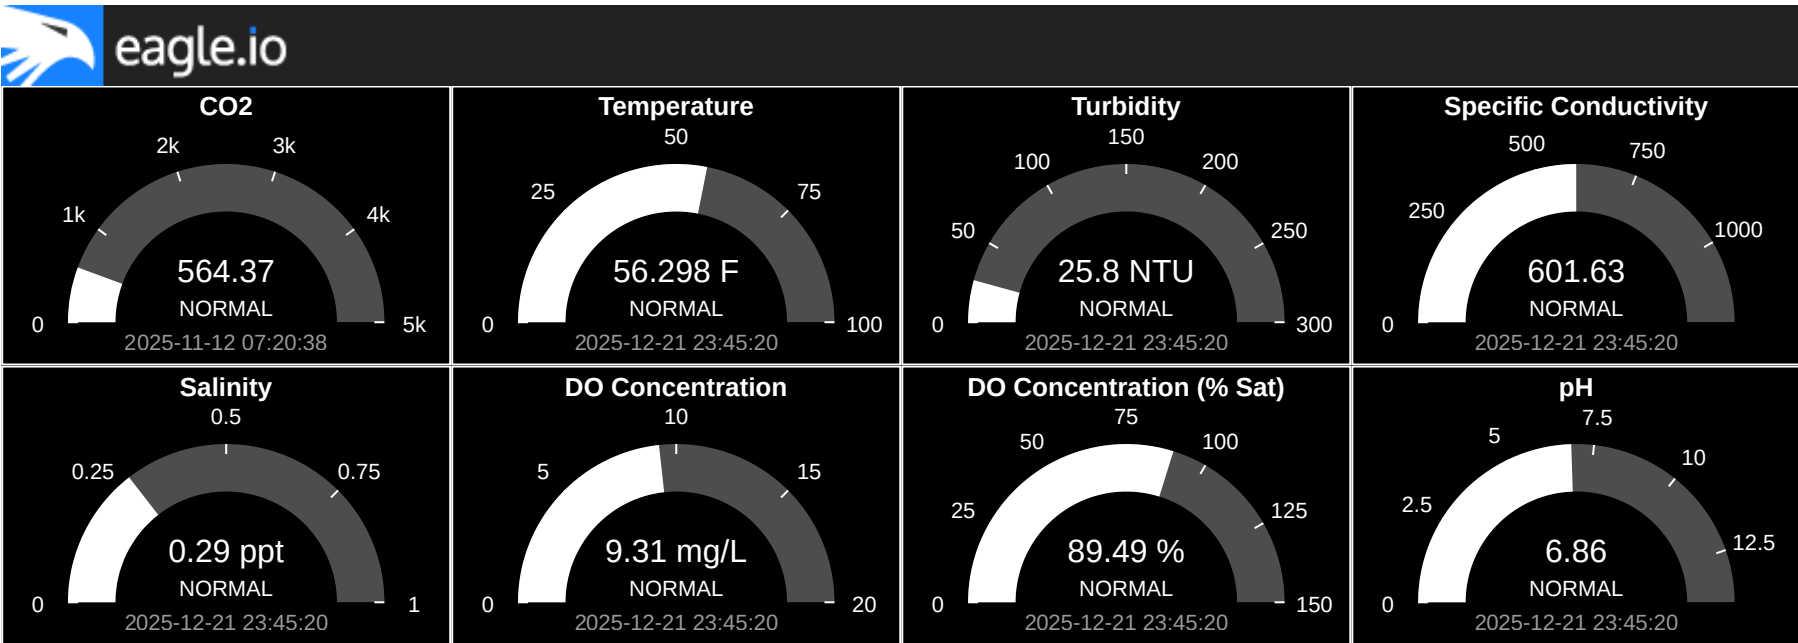 eagle.io
CO2
2k
3k
1k
4k
564.37
NORMAL
0
5k
2025-11-12 07:20:38
Temperature
50
25
75
56.298 F
NORMAL
0
100
2025-12-21 23:45:20
Turbidity
150
100
200
50
250
25.8 NTU
NORMAL
0
300
2025-12-21 23:45:20
Specific Conductivity
500
750
250
1000
601.63
NORMAL
0
2025-12-21 23:45:20
Salinity
0.5
0.25
0.75
0.29 ppt
NORMAL
0
1
2025-12-21 23:45:20
DO Concentration
10
5
15
9.31 mg/L
NORMAL
0
20
2025-12-21 23:45:20
DO Concentration (% Sat)
75
50
100
25
125
89.49 %
NORMAL
0
150
2025-12-21 23:45:20
pH
7.5
5
10
2.5
12.5
6.86
NORMAL
0
2025-12-21 23:45:20